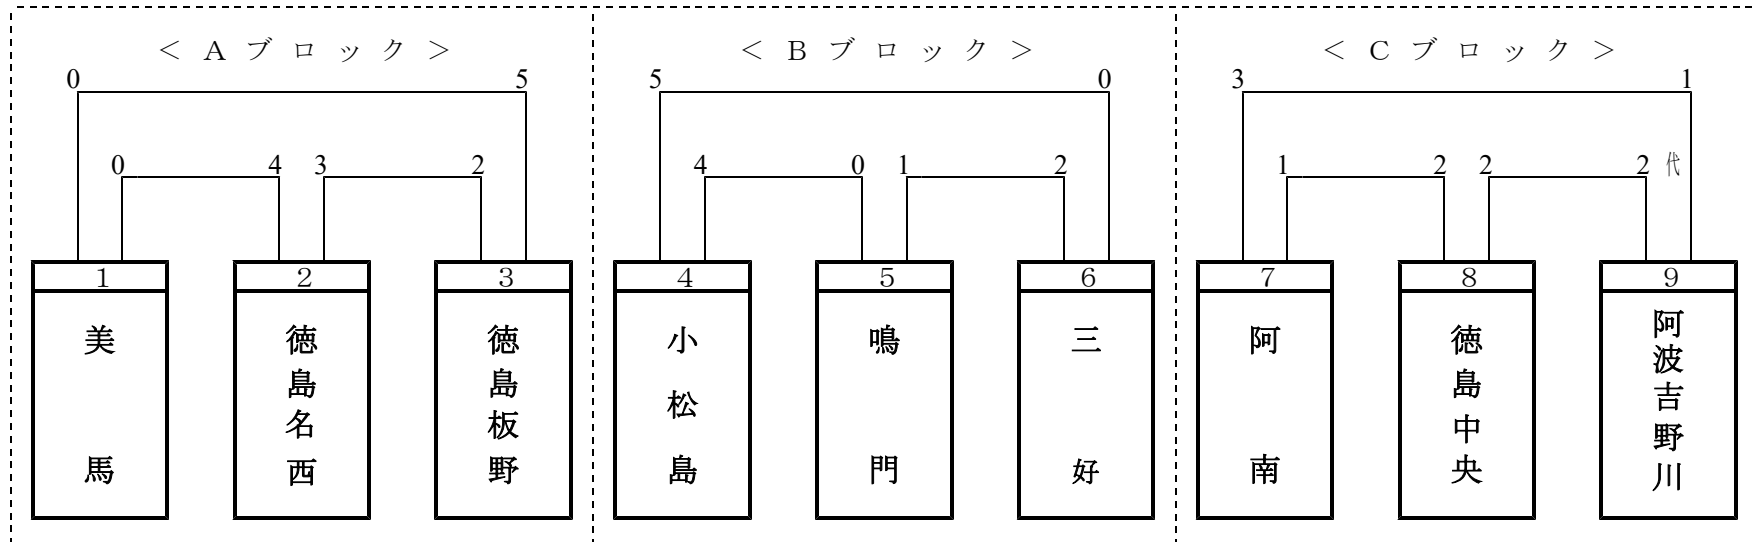 ＜ Ａ ブ ロ ッ ク ＞
＜ Ｂ ブ ロ ッ ク ＞
＜ Ｃ ブ ロ ッ ク ＞
0 5
5 0
3 1
0 4 3 2
4 0 1 2
1 2 2 2 代
１ ２ ３ ４ ５ ６ ７ ８ ９
美馬
徳島名西
徳島板野
小松島
鳴門
三好
阿南
徳島中央
阿波吉野川